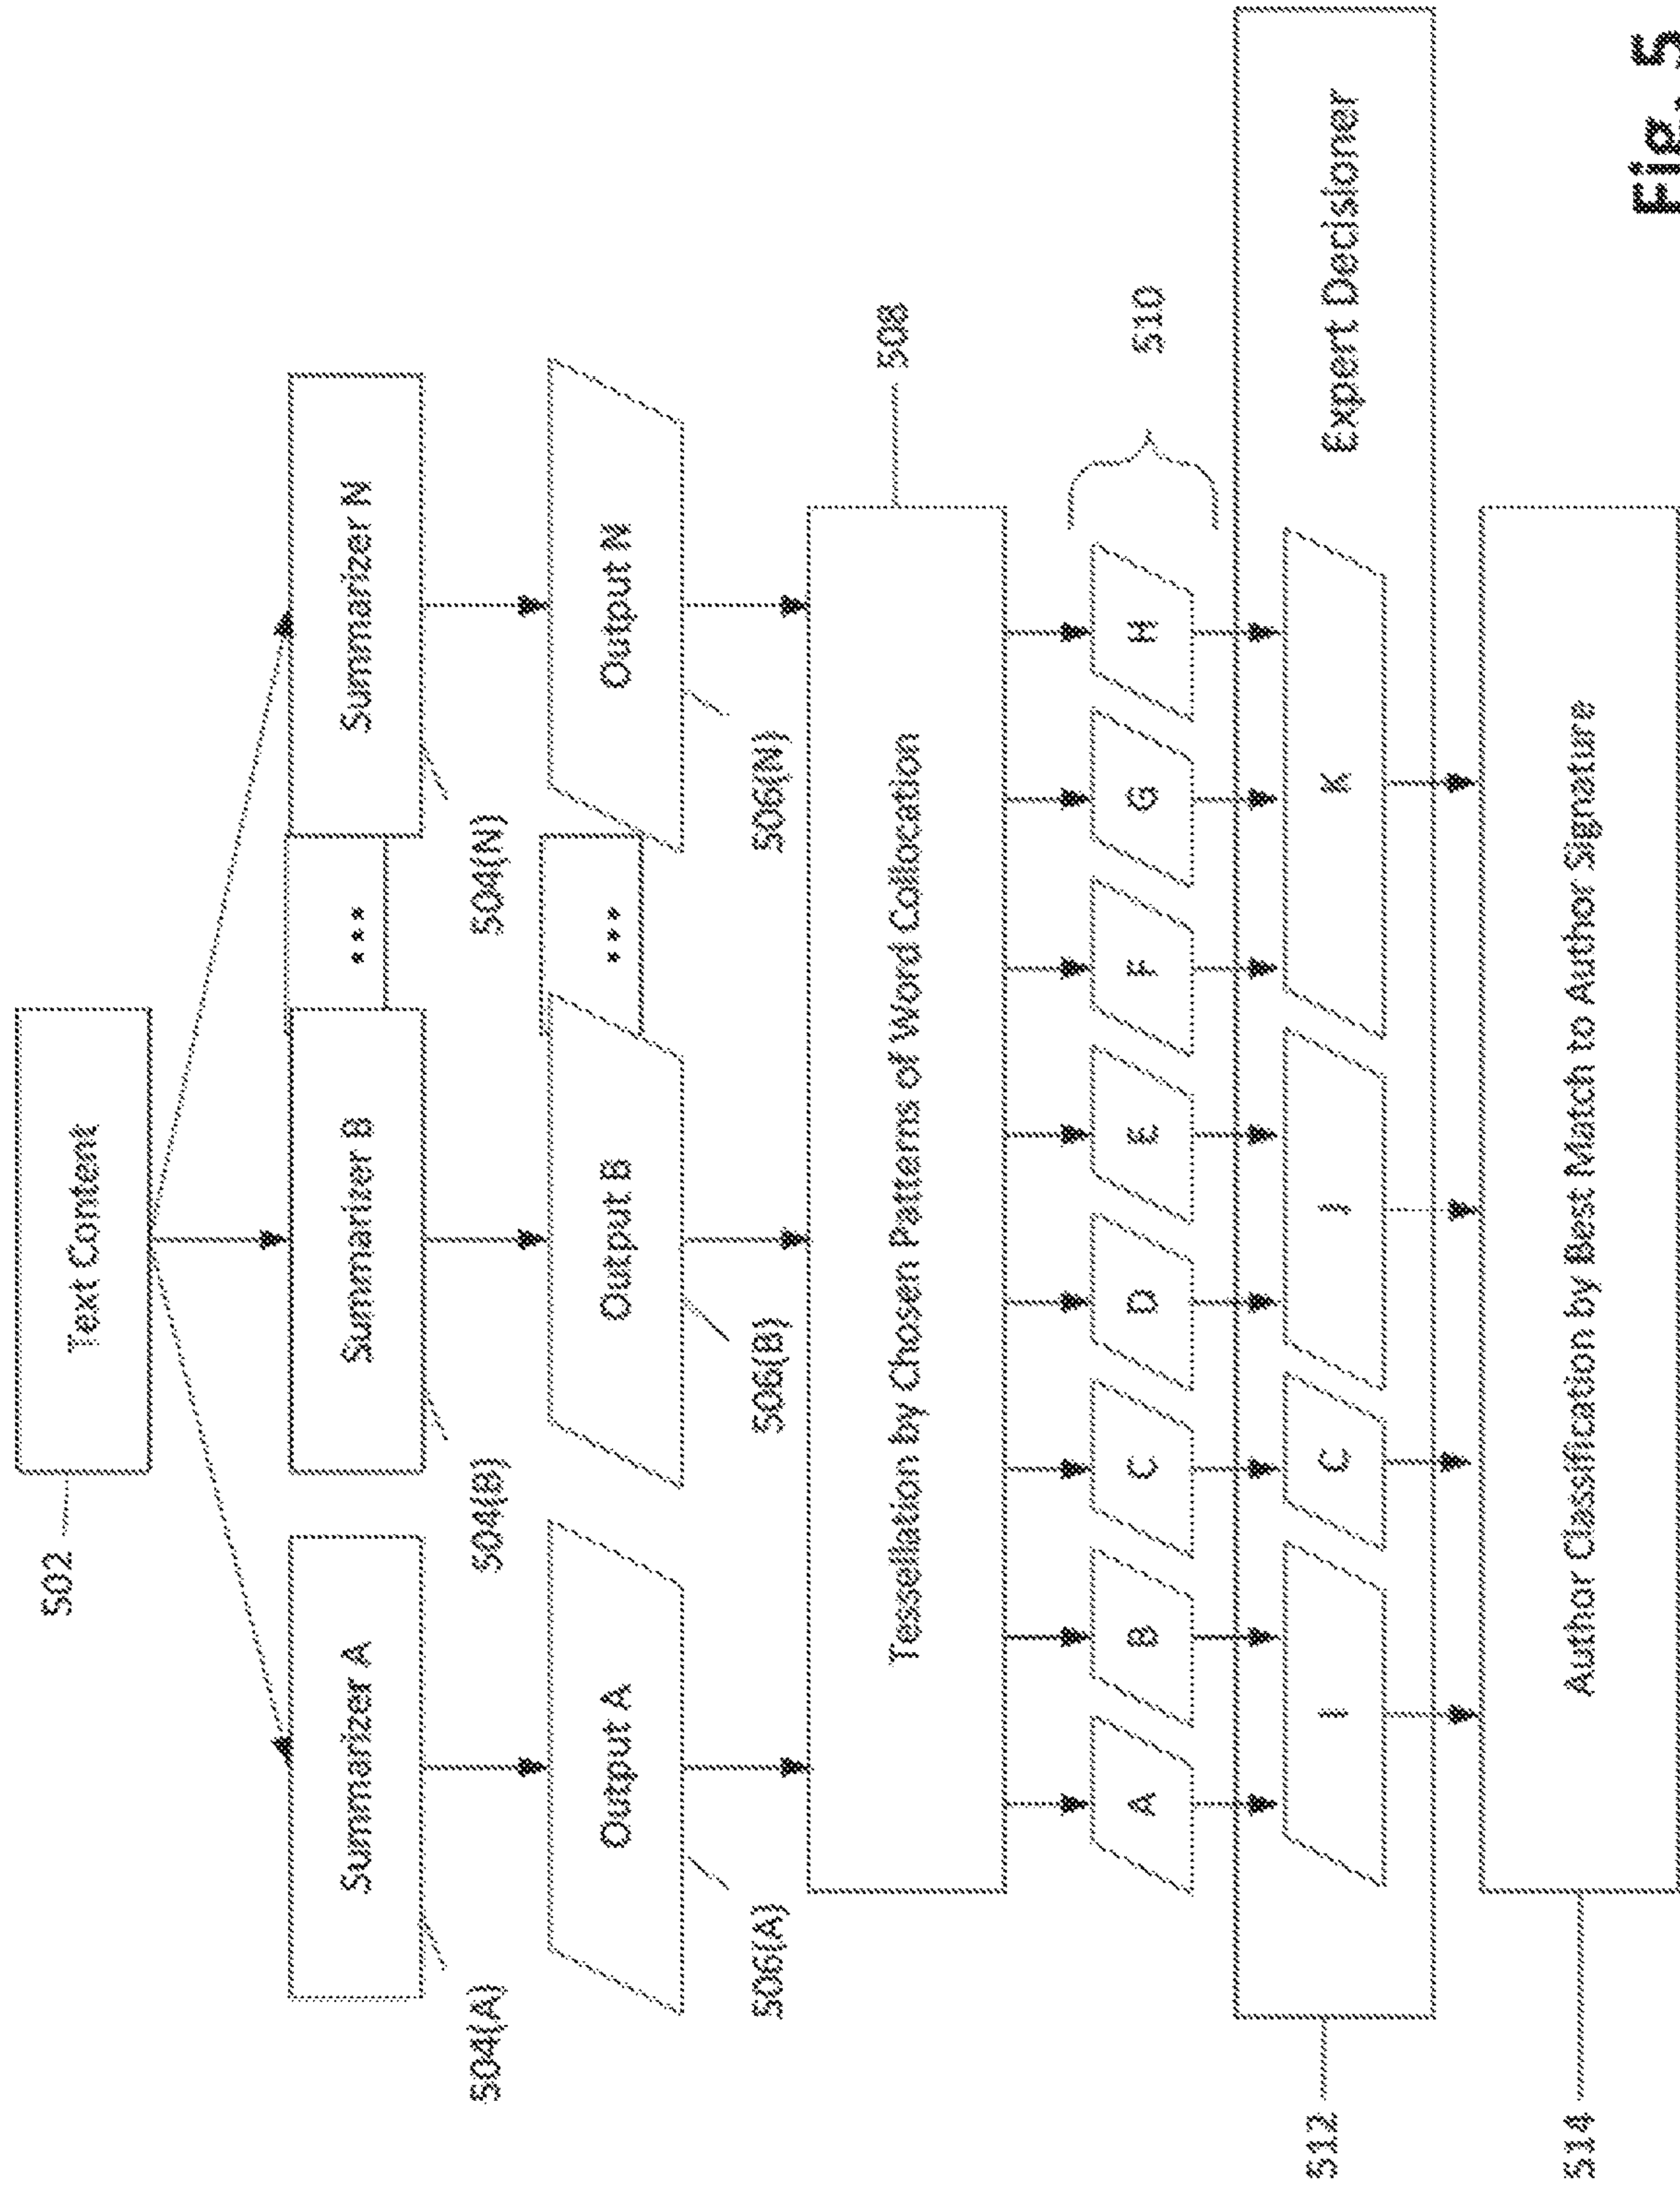 Text Content
502
Summarizer A
Summarizer B
...
Summarizer N
504(A)
504(B)
504(N)
Output A
Output B
...
Output N
506(A)
506(B)
506(N)
Tessellation by Chosen Patterns of Word Collocation
508
A
B
C
D
E
F
G
H
510
I
C
J
K
Expert Decisioner
512
Author Classification by Best Match to Author Signature
514
Fig. 5